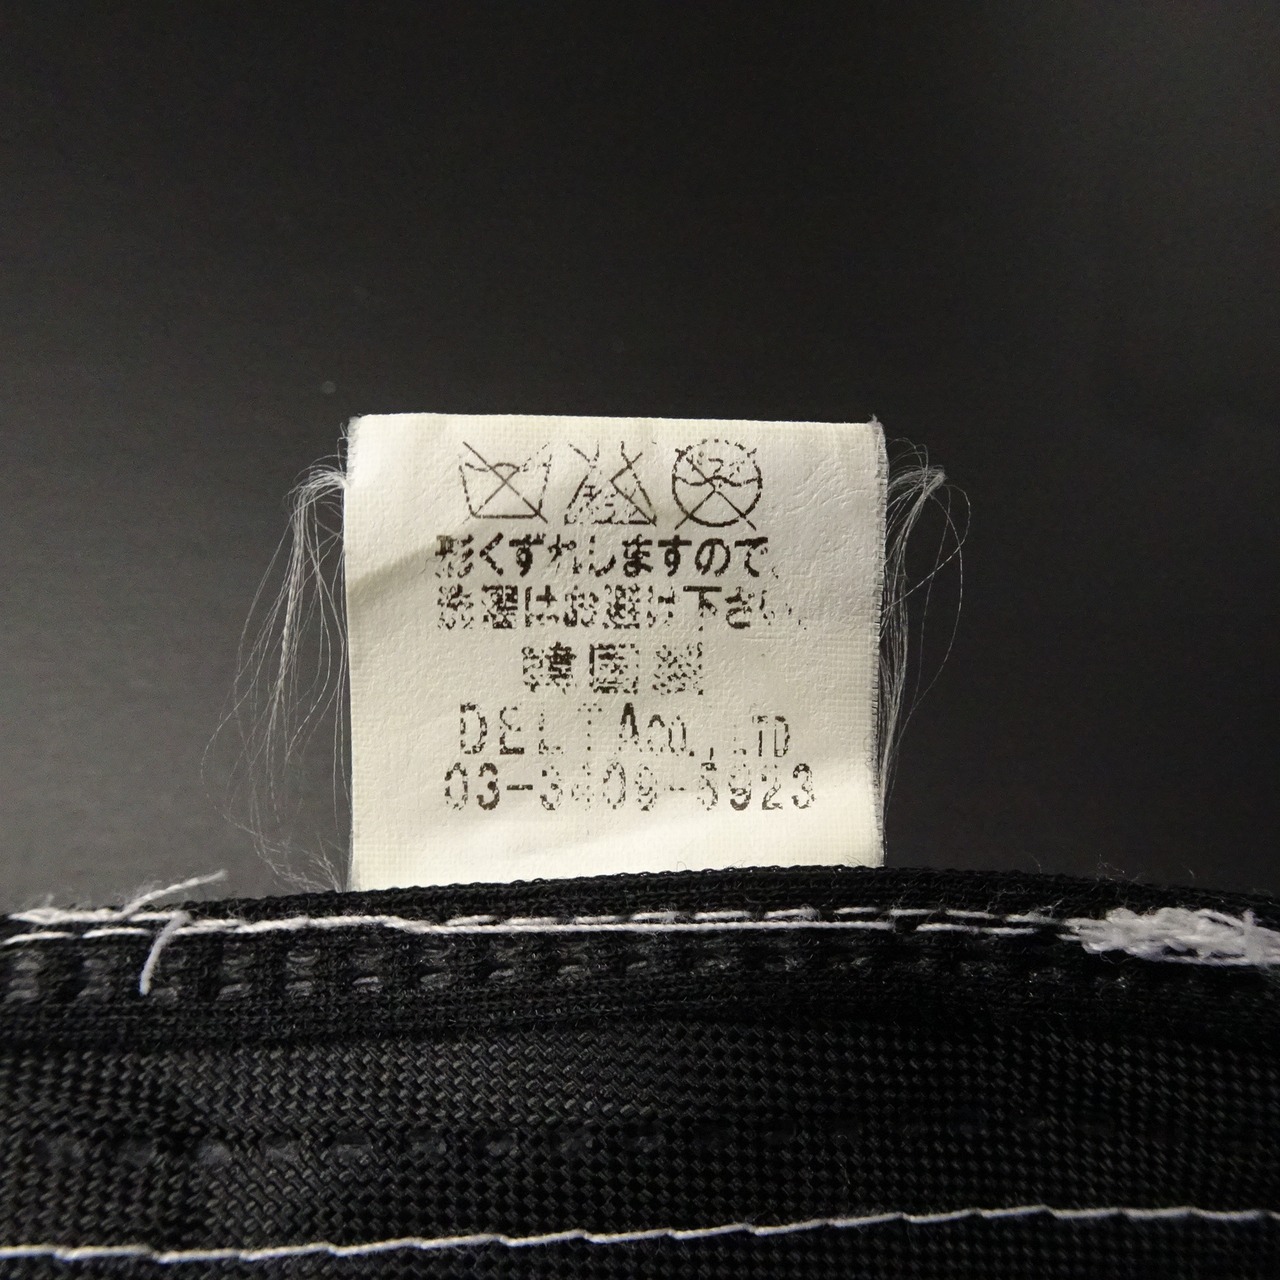 形くずれしますので、
洗濯はお避け下さい。
韓国製
DELTA CO., LTD
03-3409-6923